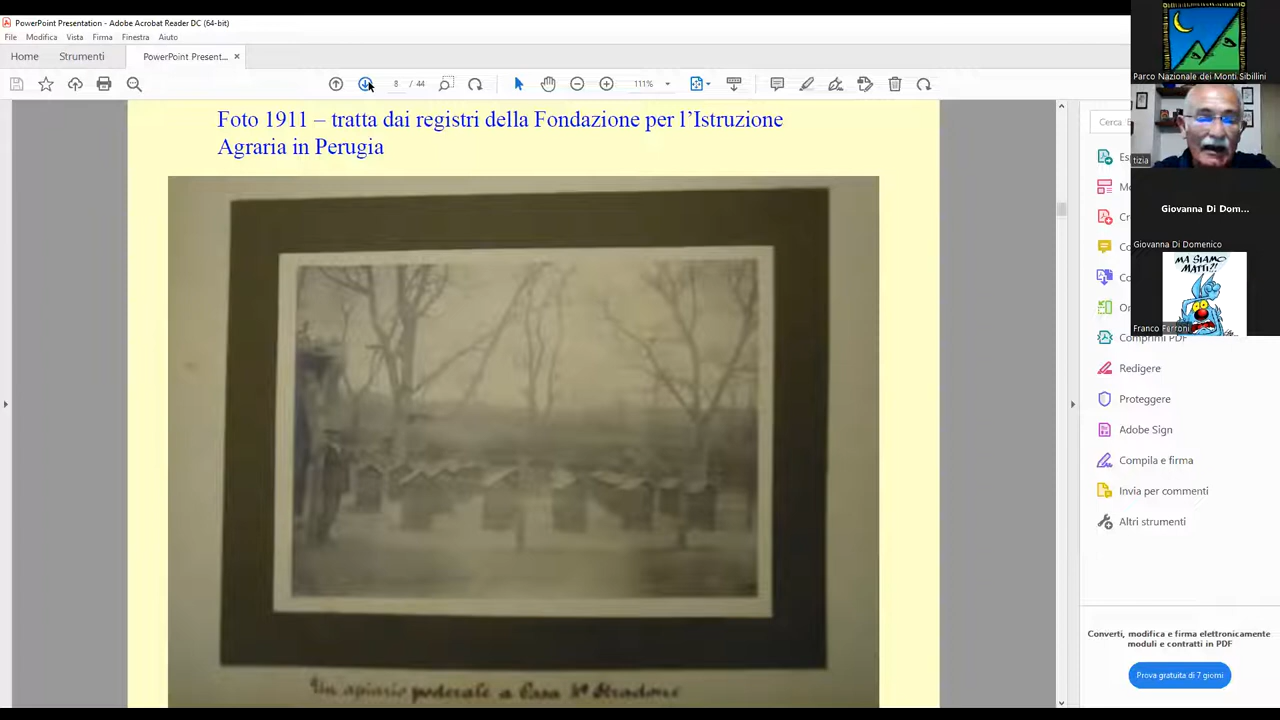 PowerPoint Presentation - Adobe Acrobat Reader DC (64-bit)
File Modifica Vista Firma Finestra Aiuto
Home Strumenti PowerPoint Present... ×
8 / 44 111%
Foto 1911 – tratta dai registri della Fondazione per l’Istruzione
Agraria in Perugia
Un apiario poderale a Casa
Cerca
Comprimi PDF
Redigere
Proteggere
Adobe Sign
Compila e firma
Invia per commenti
Altri strumenti
Converti, modifica e firma elettronicamente
moduli e contratti in PDF
Prova gratuita di 7 giorni
Parco Nazionale dei Monti Sibillini
tizia
Giovanna Di Dom...
Giovanna Di Domenico
MA SIAMO
MATTI?!
Franco Ferroni